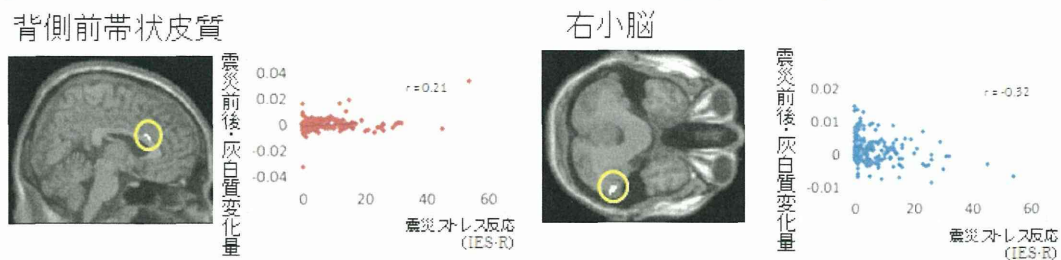 背側前帯状皮質
震災前後・灰白質変化量
0.04
0.02
0
-0.02
-0.04
r = 0.21
0
20
40
60
震災ストレス反応
(IES-R)
右小脳
震災前後・灰白質変化量
0.02
0.01
0
-0.01
r = -0.32
0
20
40
60
震災ストレス反応
(IES-R)